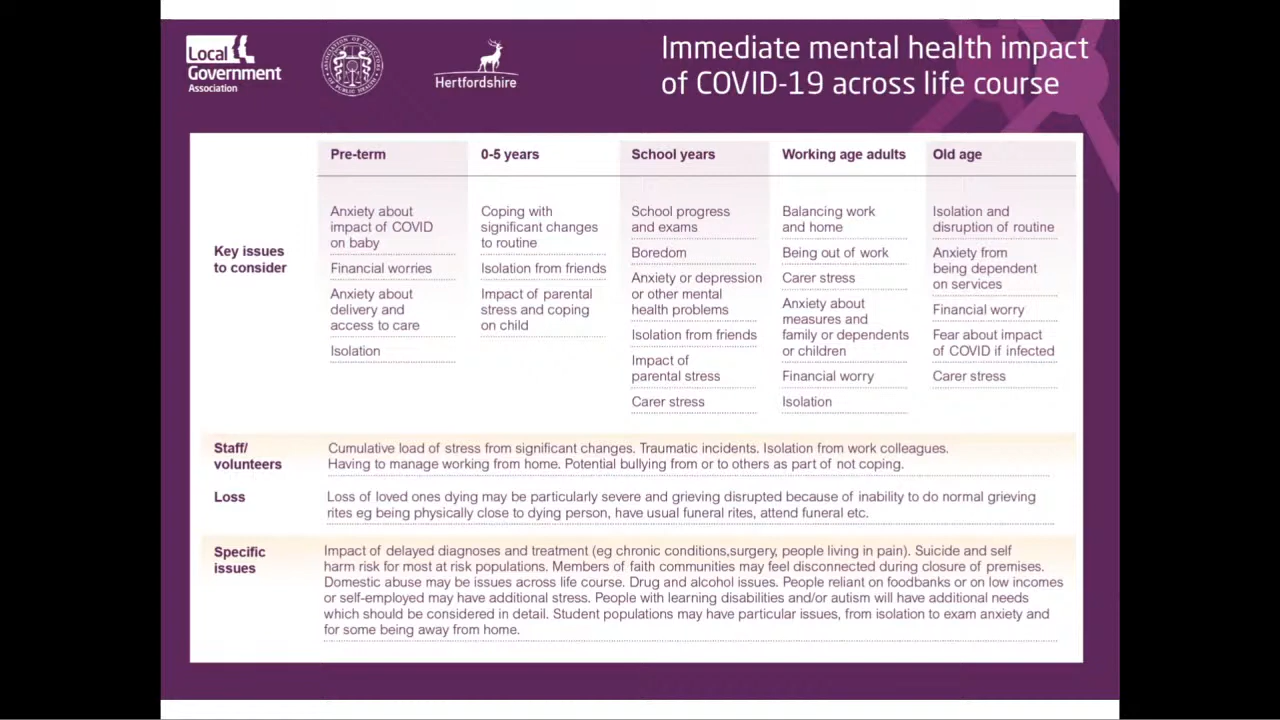 Local
Government
Association
ASSOCIATION OF DIRECTORS
OF PUBLIC HEALTH
Hertfordshire
Immediate mental health impact
of COVID-19 across life course
Pre-term
0-5 years
School years
Working age adults
Old age
Key issues
to consider
Anxiety about
impact of COVID
on baby
Financial worries
Anxiety about
delivery and
access to care
Isolation
Coping with
significant changes
to routine
Isolation from friends
Impact of parental
stress and coping
on child
School progress
and exams
Boredom
Anxiety or depression
or other mental
health problems
Isolation from friends
Impact of
parental stress
Carer stress
Balancing work
and home
Being out of work
Carer stress
Anxiety about
measures and
family or dependents
or children
Financial worry
Isolation
Isolation and
disruption of routine
Anxiety from
being dependent
on services
Financial worry
Fear about impact
of COVID if infected
Carer stress
Staff/
volunteers
Cumulative load of stress from significant changes. Traumatic incidents. Isolation from work colleagues.
Having to manage working from home. Potential bullying from or to others as part of not coping.
Loss
Loss of loved ones dying may be particularly severe and grieving disrupted because of inability to do normal grieving
rites eg being physically close to dying person, have usual funeral rites, attend funeral etc.
Specific
issues
Impact of delayed diagnoses and treatment (eg chronic conditions,surgery, people living in pain). Suicide and self
harm risk for most at risk populations. Members of faith communities may feel disconnected during closure of premises.
Domestic abuse may be issues across life course. Drug and alcohol issues. People reliant on foodbanks or on low incomes
or self-employed may have additional stress. People with learning disabilities and/or autism will have additional needs
which should be considered in detail. Student populations may have particular issues, from isolation to exam anxiety and
for some being away from home.